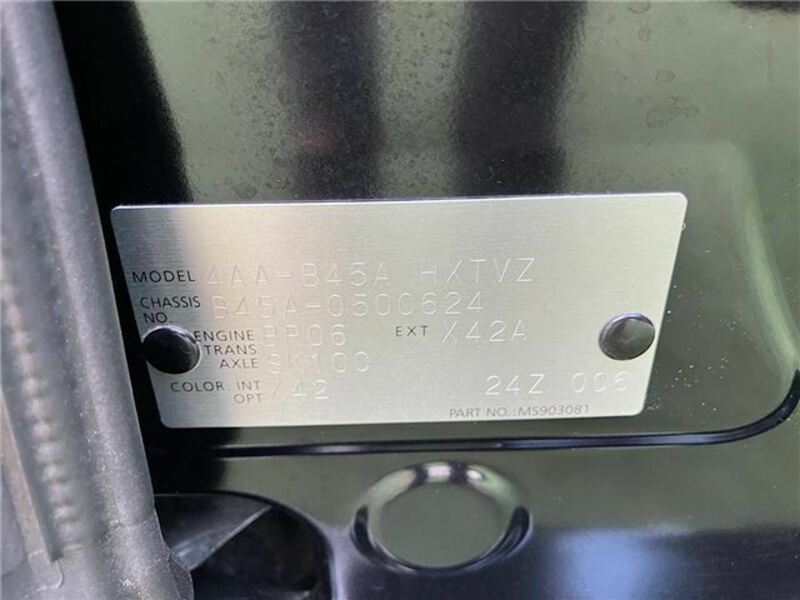 MODEL 4AA-B45A HXTVZ
CHASSIS NO. B45A-0500624
ENGINE BR06 EXT X42A
TRANS AXLE SK100
COLOR. INT OPT /42 24Z 006
PART NO.:MS903081